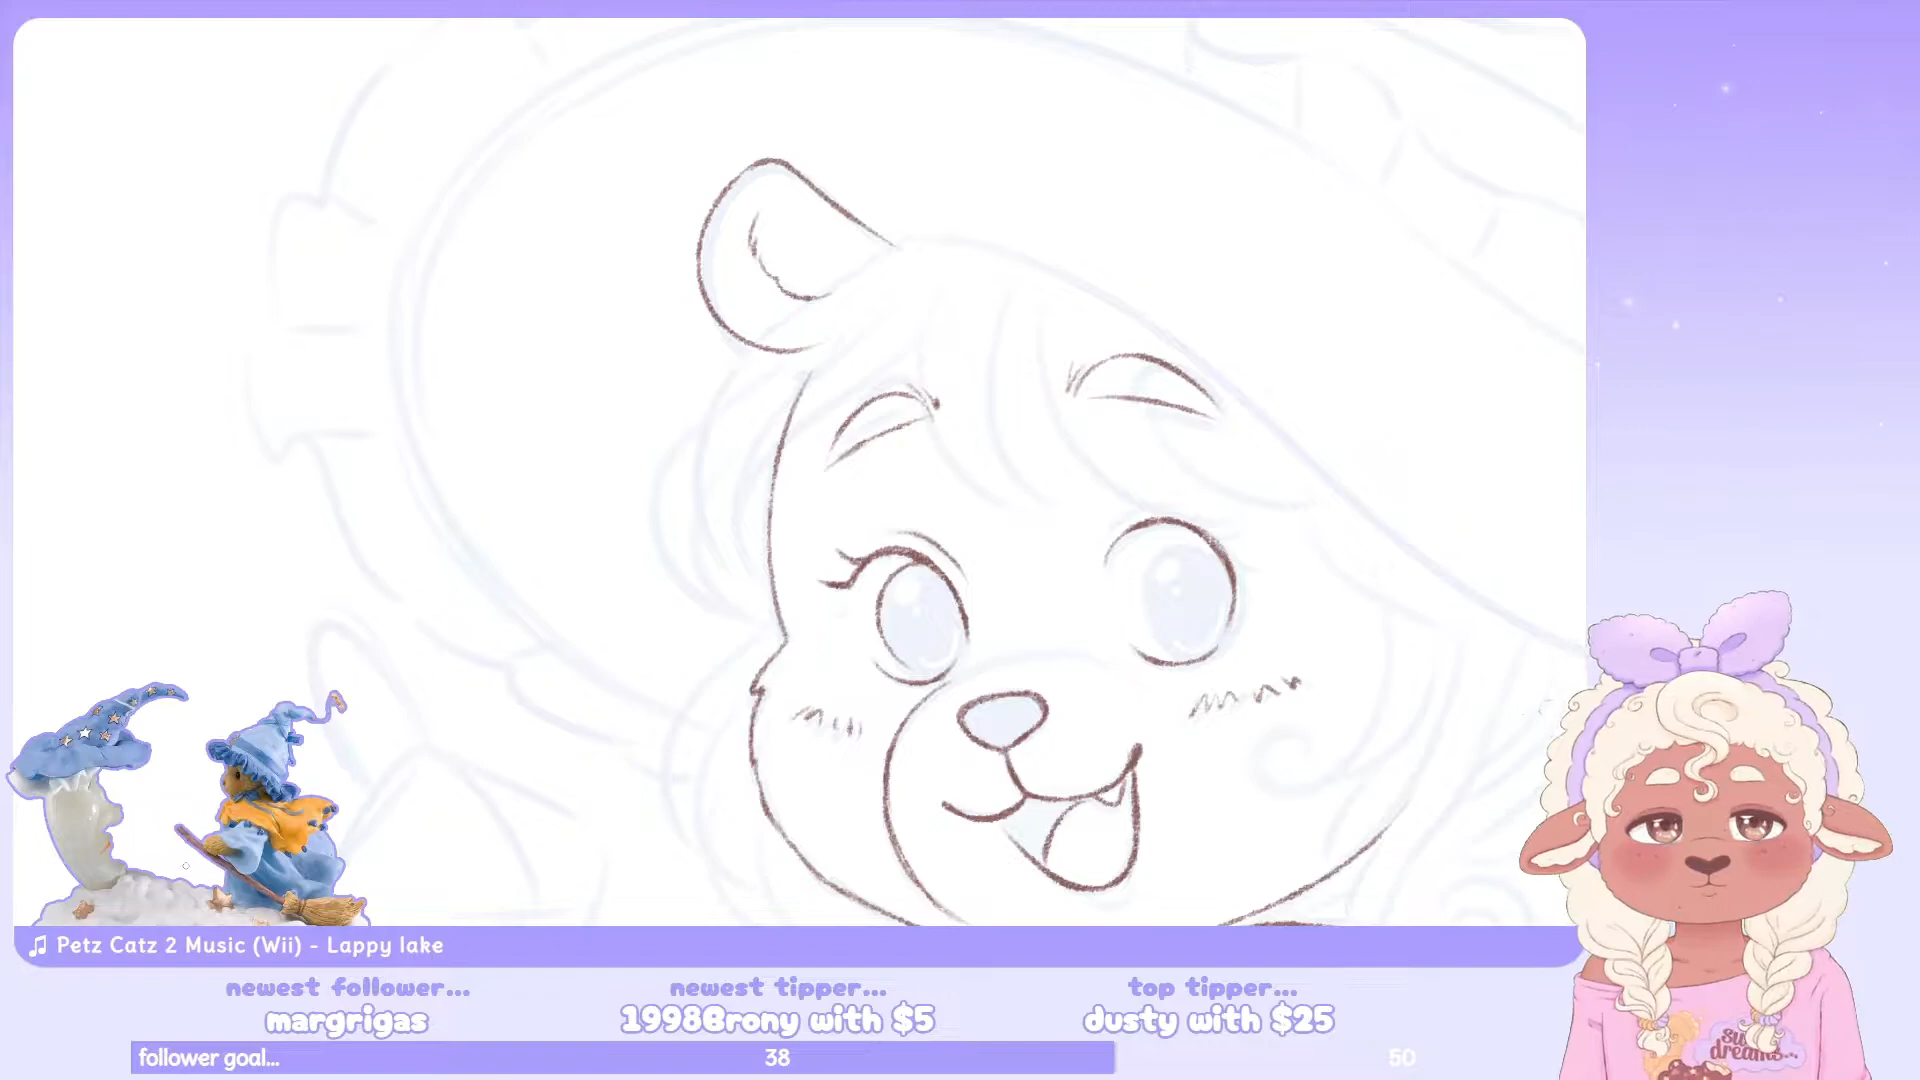 ♫ Petz Catz 2 Music (Wii) - Lappy lake
newest follower...
margrigas
newest tipper...
1998Brony with $5
top tipper...
dusty with $25
follower goal...
38
50
dreams...